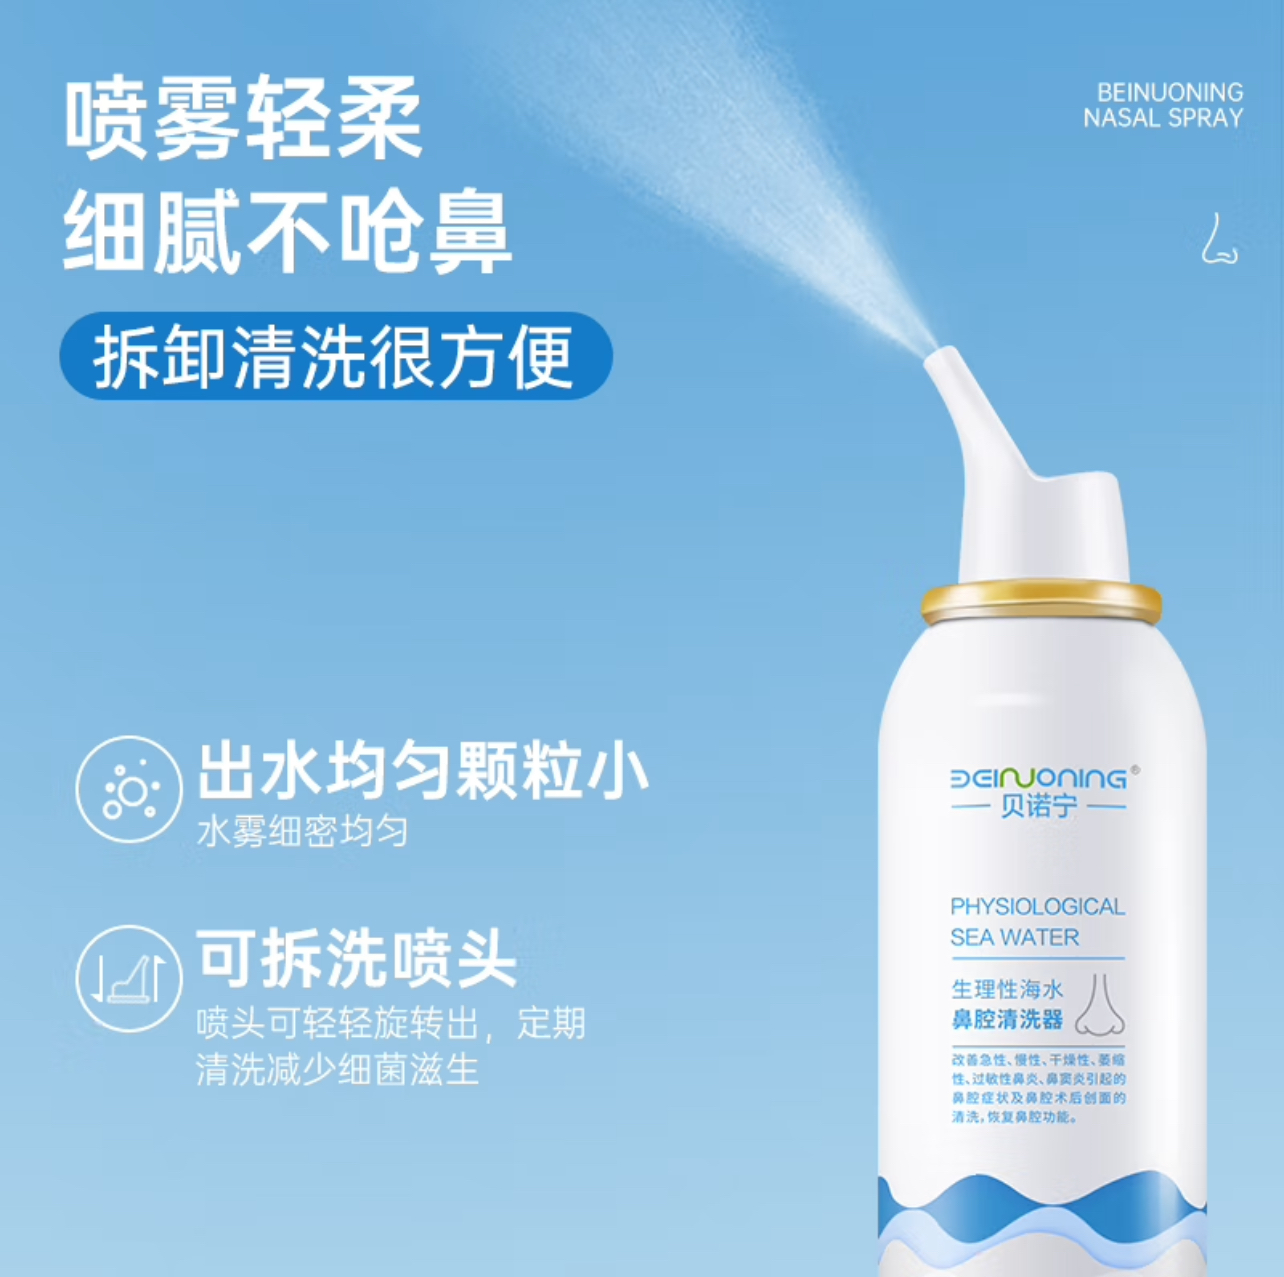 喷雾轻柔
细腻不呛鼻
拆卸清洗很方便
BEINUONING
NASAL SPRAY
出水均匀颗粒小
水雾细密均匀
可拆洗喷头
喷头可轻轻旋转出，定期
清洗减少细菌滋生
BEINUONING®
贝诺宁
PHYSIOLOGICAL
SEA WATER
生理性海水
鼻腔清洗器
改善急性、慢性、干燥性、萎缩
性、过敏性鼻炎、鼻窦炎引起的
鼻腔症状及鼻腔术后创面的
清洗，恢复鼻腔功能。